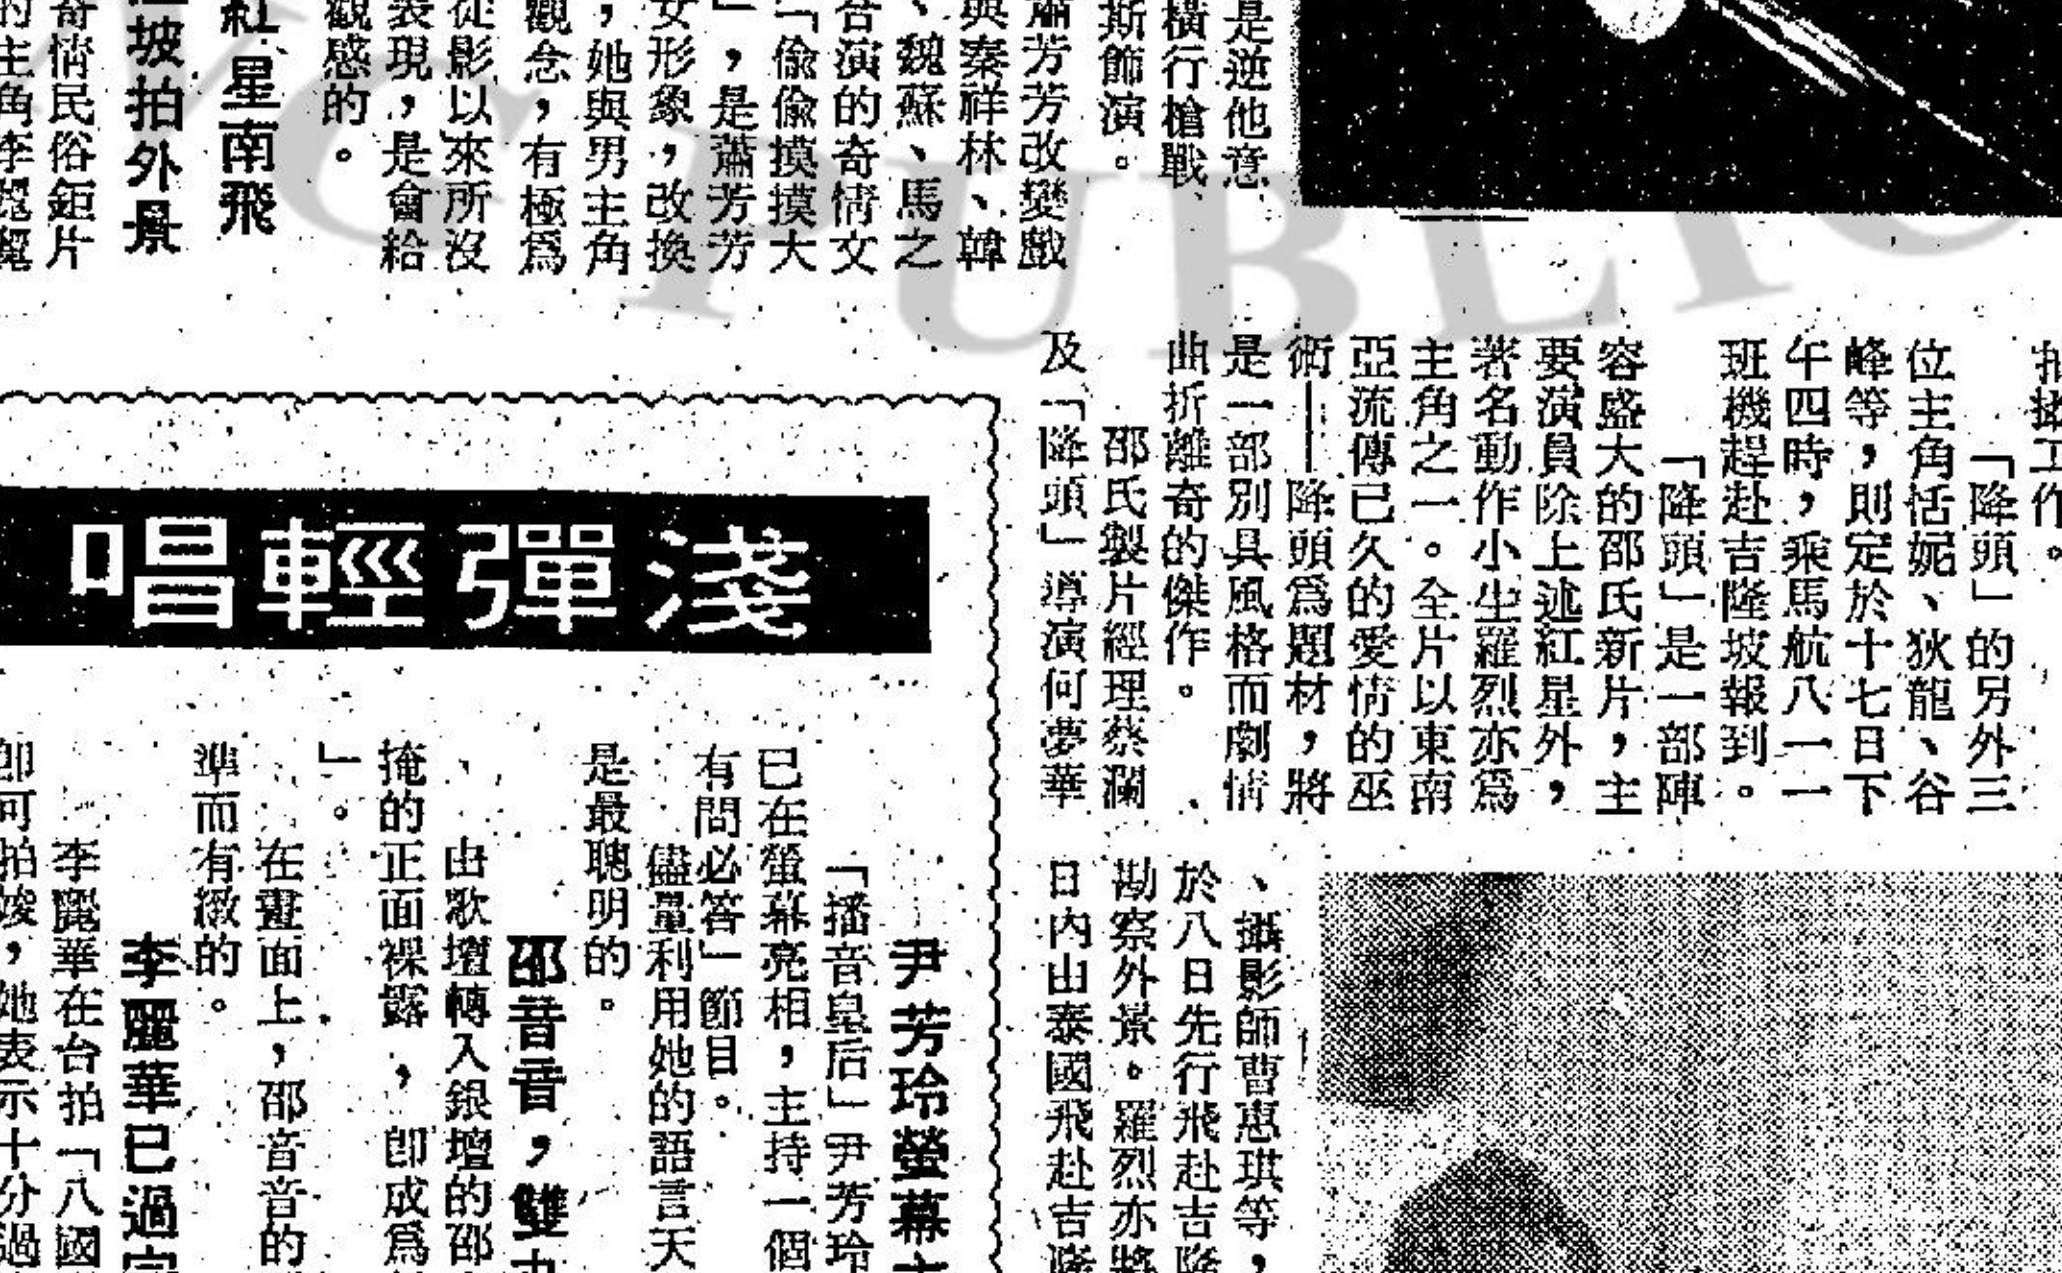 是逆他意、
橫行槍戰、
斯飾演。
蕭芳芳改變戲
與秦祥林、韓
、魏蘇、馬之
合演的奇情文
「偷偷摸摸大
」,是蕭芳芳
女形象,改換
,她與男主角
觀念,有極爲
從影以來所沒
表現,是會給
觀感的。
紅星南飛
坡拍外景
奇情民俗鉅片
的主角李
拍攝工作。
「降頭」的另外三
位主角括妮、狄龍、谷
峰等,則定於十七日下
午四時,乘馬航八一一
班機趕赴吉隆坡報到。
「降頭」是一部陣
容盛大的邵氏新片,主
要演員除上述紅星外,
著名動作小生羅烈亦爲
主角之一。全片以東南
亞流傳已久的愛情的巫
術——降頭爲題材,將
是一部別具風格而劇情
曲折離奇的傑作。
邵氏製片經理蔡瀾
及「降頭」導演何夢華
、攝影師曹惠琪等,
於八日先行飛赴吉隆
勘察外景。羅烈亦將
日內由泰國飛赴吉隆
淺彈輕唱
尹芳玲螢幕主
「播音皇后」尹芳玲
已在螢幕亮相,主持一個
有問必答」節目。
儘量利用她的語言天
是最聰明的。
邵音音,雙
由歌壇轉入銀壇的邵
掩的正面裸露,卽成爲
」。
在畫面上,邵音音的
準而有緻的。
李麗華已過
李麗華在台拍「八國
卽可拍竣,她表示十分過
PUBLIC